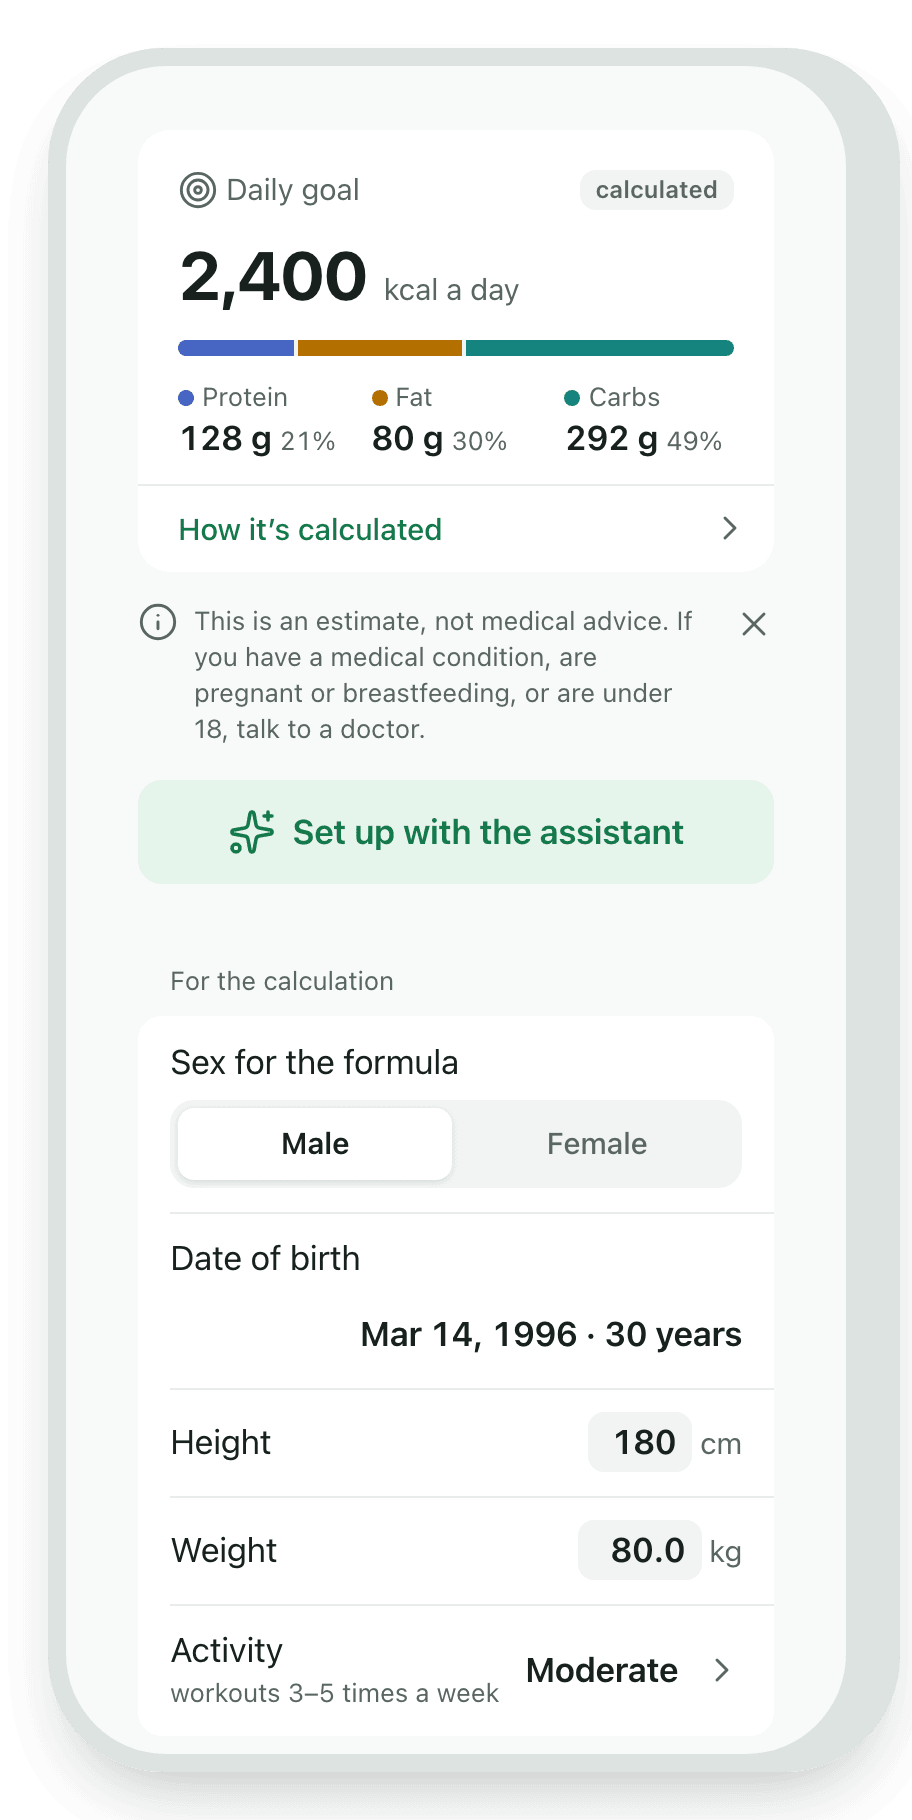 Daily goal
calculated
2,400 kcal a day
Protein
Fat
Carbs
128 g 21%
80 g 30%
292 g 49%
How it’s calculated
This is an estimate, not medical advice. If
you have a medical condition, are
pregnant or breastfeeding, or are under
18, talk to a doctor.
Set up with the assistant
For the calculation
Sex for the formula
Male
Female
Date of birth
Mar 14, 1996 · 30 years
Height
180 cm
Weight
80.0 kg
Activity
workouts 3–5 times a week
Moderate